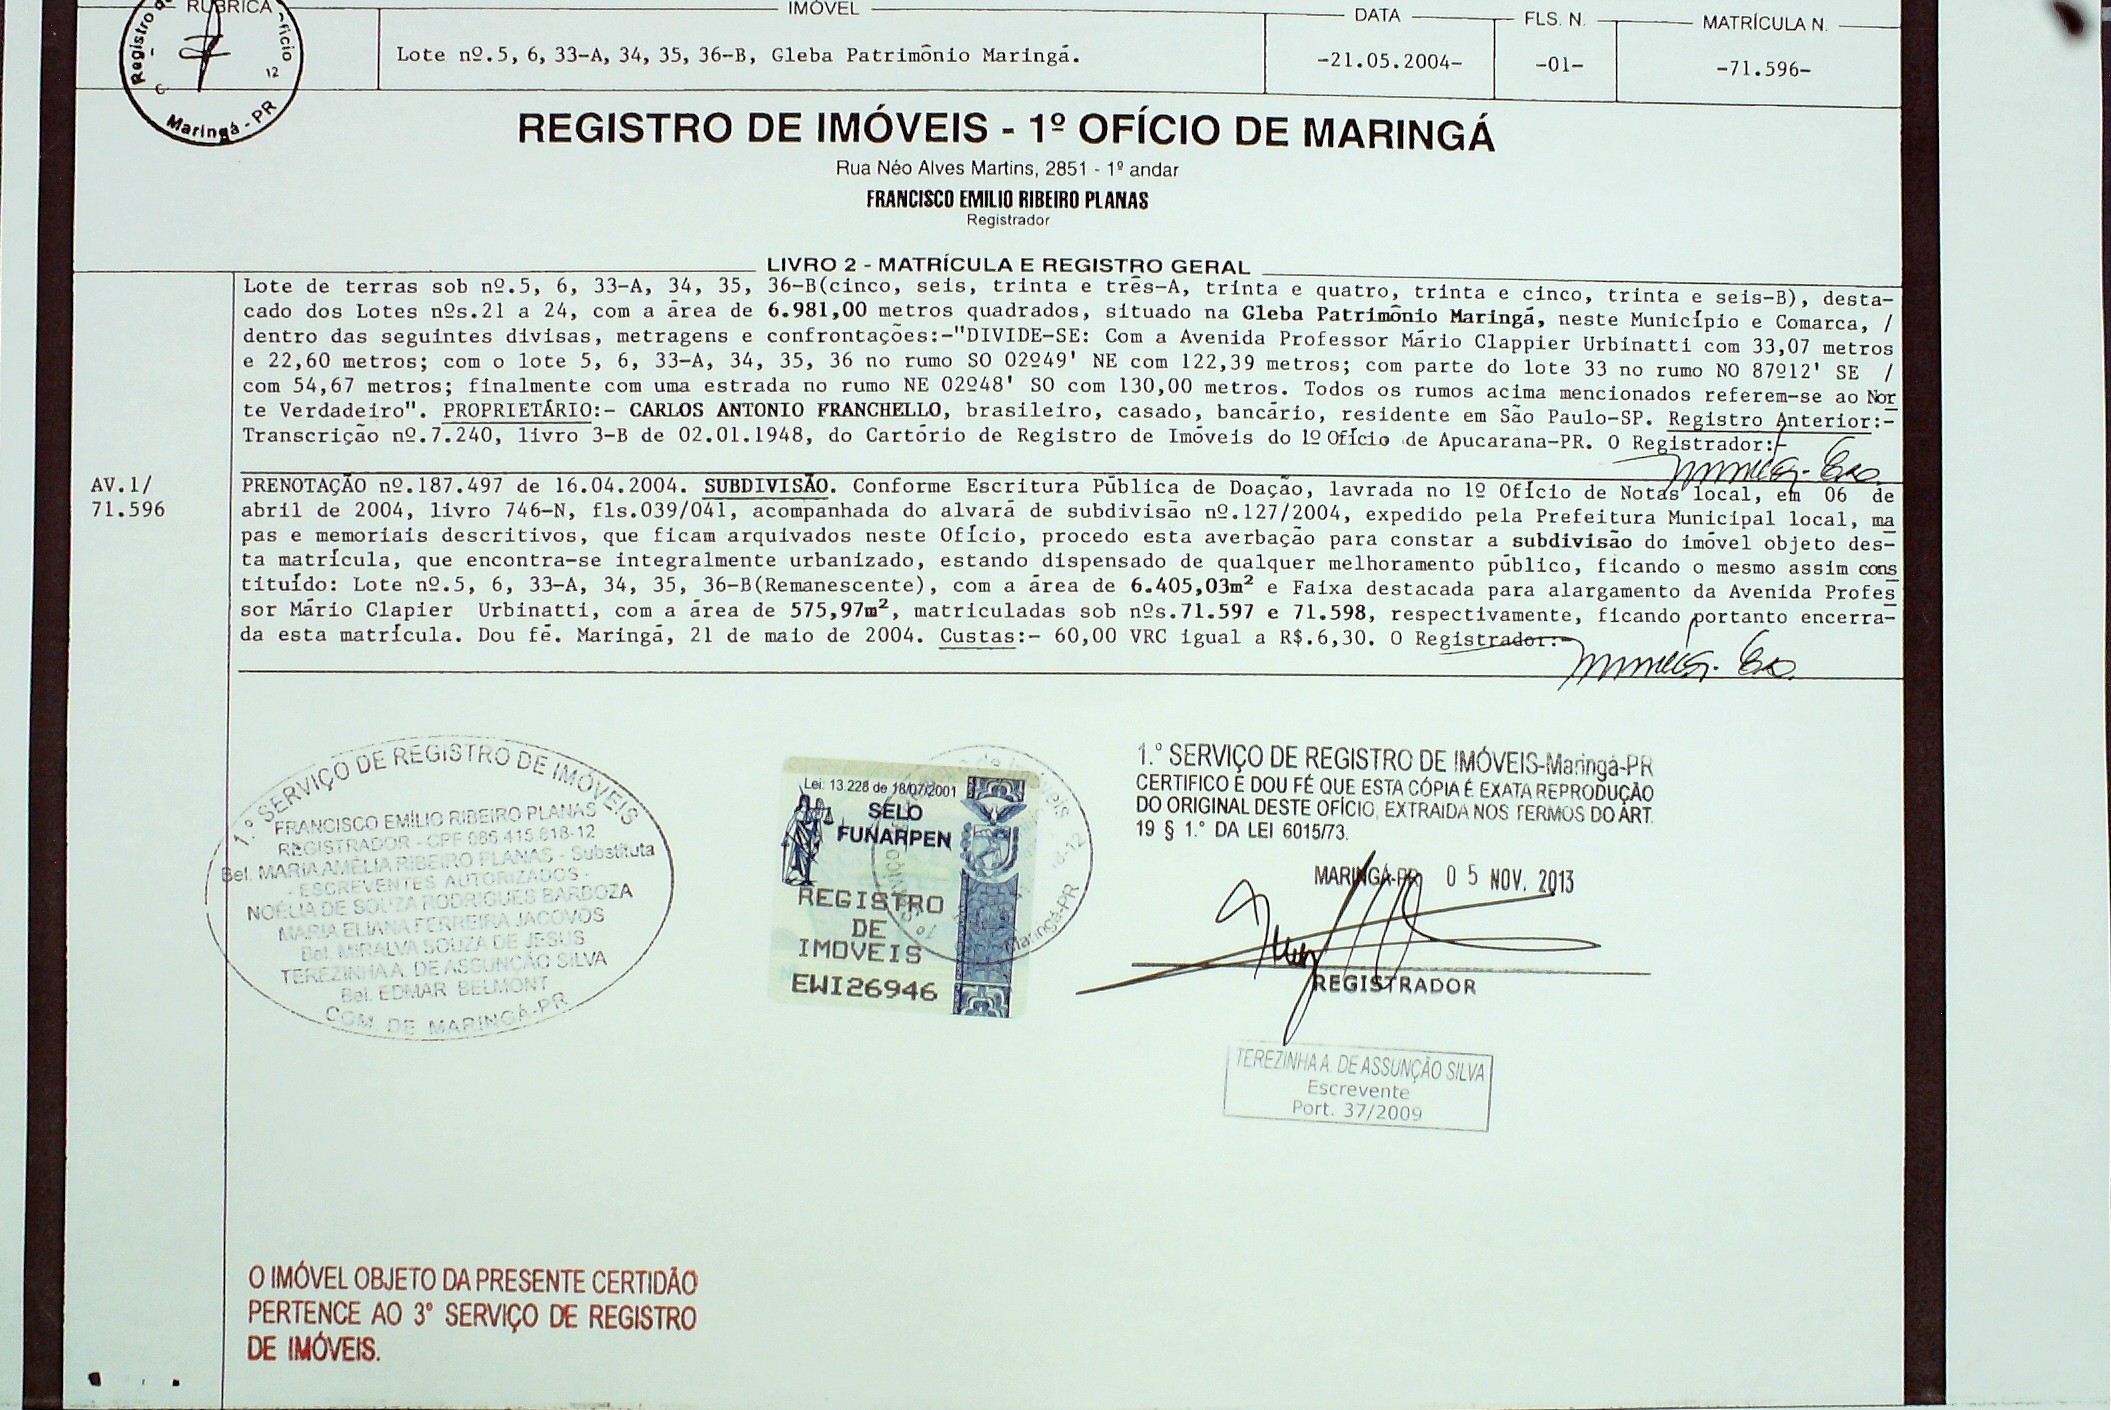 RUBRICA
IMÓVEL
DATA
FLS. N.
MATRÍCULA N.
Registro de
Ofício
12
Maringá - PR
Lote nº.5, 6, 33-A, 34, 35, 36-B, Gleba Patrimônio Maringá.
-21.05.2004-
-01-
-71.596-
REGISTRO DE IMÓVEIS - 1º OFÍCIO DE MARINGÁ
Rua Néo Alves Martins, 2851 - 1º andar
FRANCISCO EMILIO RIBEIRO PLANAS
Registrador
LIVRO 2 - MATRÍCULA E REGISTRO GERAL
Lote de terras sob nº.5, 6, 33-A, 34, 35, 36-B(cinco, seis, trinta e três-A, trinta e quatro, trinta e cinco, trinta e seis-B), desta-
cado dos Lotes nºs.21 a 24, com a área de 6.981,00 metros quadrados, situado na Gleba Patrimônio Maringá, neste Município e Comarca, /
dentro das seguintes divisas, metragens e confrontações:-"DIVIDE-SE: Com a Avenida Professor Mário Clappier Urbinatti com 33,07 metros
e 22,60 metros; com o lote 5, 6, 33-A, 34, 35, 36 no rumo SO 02º49' NE com 122,39 metros; com parte do lote 33 no rumo NO 87º12' SE /
com 54,67 metros; finalmente com uma estrada no rumo NE 02º48' SO com 130,00 metros. Todos os rumos acima mencionados referem-se ao Nor
te Verdadeiro". PROPRIETÁRIO:- CARLOS ANTONIO FRANCHELLO, brasileiro, casado, bancário, residente em São Paulo-SP. Registro Anterior:-
Transcrição nº.7.240, livro 3-B de 02.01.1948, do Cartório de Registro de Imóveis do 1º Ofício de Apucarana-PR. O Registrador:-
AV.1/
71.596
PRENOTAÇÃO nº.187.497 de 16.04.2004. SUBDIVISÃO. Conforme Escritura Pública de Doação, lavrada no 1º Ofício de Notas local, em 06 de
abril de 2004, livro 746-N, fls.039/041, acompanhada do alvará de subdivisão nº.127/2004, expedido pela Prefeitura Municipal local, ma
pas e memoriais descritivos, que ficam arquivados neste Ofício, procedo esta averbação para constar a subdivisão do imóvel objeto des-
ta matrícula, que encontra-se integralmente urbanizado, estando dispensado de qualquer melhoramento público, ficando o mesmo assim cons
tituído: Lote nº.5, 6, 33-A, 34, 35, 36-B(Remanescente), com a área de 6.405,03m² e Faixa destacada para alargamento da Avenida Profes
sor Mário Clapier Urbinatti, com a área de 575,97m², matriculadas sob nºs.71.597 e 71.598, respectivamente, ficando portanto encerra-
da esta matrícula. Dou fé. Maringá, 21 de maio de 2004. Custas:- 60,00 VRC igual a R$.6,30. O Registrador:-
1.º SERVIÇO DE REGISTRO DE IMÓVEIS
FRANCISCO EMÍLIO RIBEIRO PLANAS
REGISTRADOR - CPF 086.415.818-12
Bel. MARIA AMÉLIA RIBEIRO PLANAS - Substituta
- ESCREVENTES AUTORIZADOS -
NOÉLIA DE SOUZA RODRIGUES BARDOZA
MARIA ELIANA FERREIRA JACOVOS
Bel. MIRALVA SOUZA DE JESUS
TEREZINHA A. DE ASSUNÇÃO SILVA
Bel. EDMAR BELMONT
COM. DE MARINGÁ-PR
Lei: 13.228 de 18/07/2001
SELO
FUNARPEN
REGISTRO
DE
IMOVEIS
EWI26946
Maringá-PR
1.º SERVIÇO DE REGISTRO DE IMÓVEIS-Maringá-PR
CERTIFICO E DOU FÉ QUE ESTA CÓPIA É EXATA REPRODUÇÃO
DO ORIGINAL DESTE OFÍCIO, EXTRAIDA NOS TERMOS DO ART.
19 § 1.º DA LEI 6015/73.
MARINGÁ-PR 05 NOV. 2013
REGISTRADOR
TEREZINHA A. DE ASSUNÇÃO SILVA
Escrevente
Port. 37/2009
O IMÓVEL OBJETO DA PRESENTE CERTIDÃO
PERTENCE AO 3º SERVIÇO DE REGISTRO
DE IMÓVEIS.